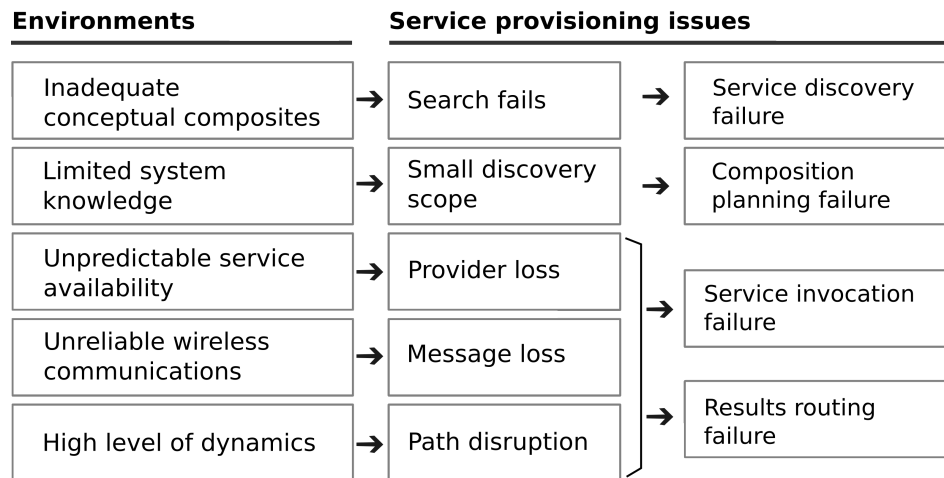 Environments
Service provisioning issues
Inadequate
conceptual composites
Search fails
Service discovery
failure
Limited system
knowledge
Small discovery
scope
Composition
planning failure
Unpredictable service
availability
Provider loss
Service invocation
failure
Unreliable wireless
communications
Message loss
Results routing
failure
High level of dynamics
Path disruption